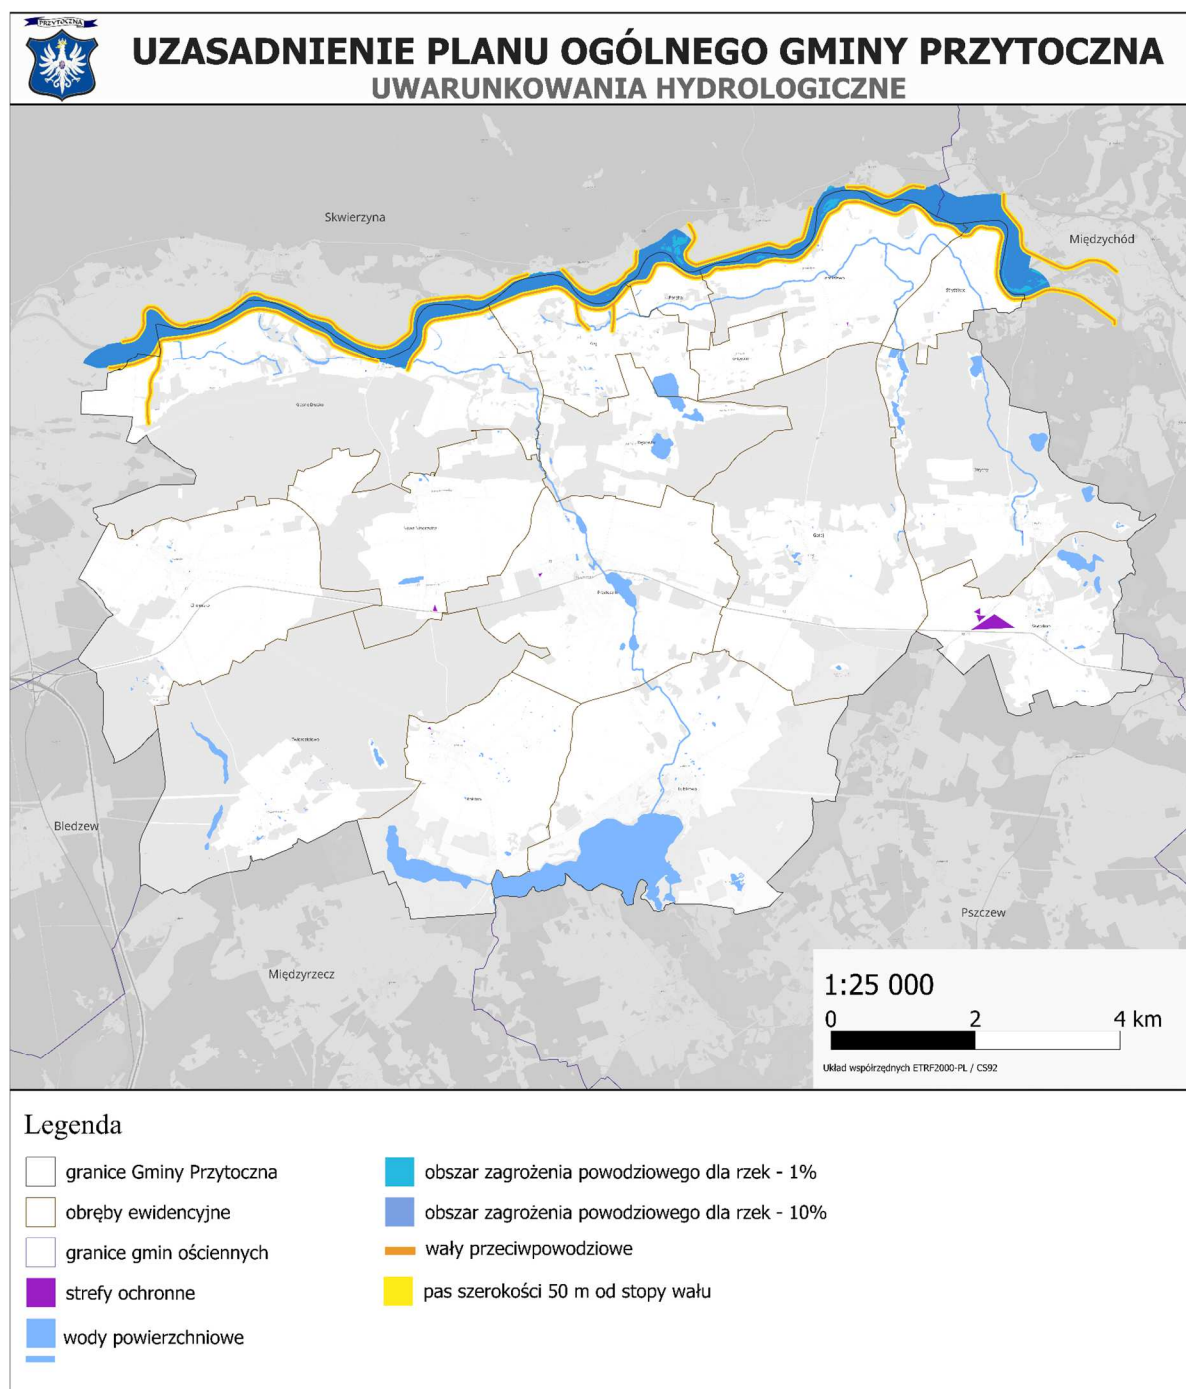 PRZYTOCZNA
UZASADNIENIE PLANU OGÓLNEGO GMINY PRZYTOCZNA
UWARUNKOWANIA HYDROLOGICZNE
Skwierzyna
Międzychód
Bledzew
Pszczew
Międzyrzecz
1:25 000
0 2 4 km
Układ współrzędnych ETRF2000-PL / CS92
Legenda
granice Gminy Przytoczna
obręby ewidencyjne
granice gmin ościennych
strefy ochronne
wody powierzchniowe
obszar zagrożenia powodziowego dla rzek - 1%
obszar zagrożenia powodziowego dla rzek - 10%
wały przeciwpowodziowe
pas szerokości 50 m od stopy wału